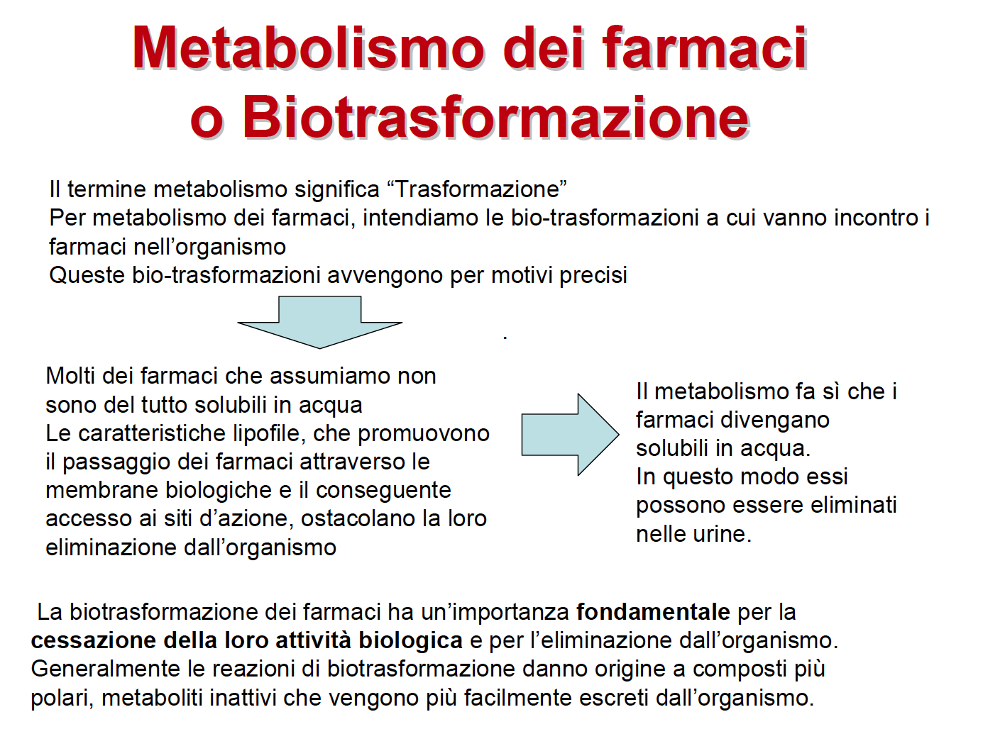 Metabolismo dei farmaci
o Biotrasformazione
Il termine metabolismo significa “Trasformazione”
Per metabolismo dei farmaci, intendiamo le bio-trasformazioni a cui vanno incontro i
farmaci nell’organismo
Queste bio-trasformazioni avvengono per motivi precisi
.
Molti dei farmaci che assumiamo non
sono del tutto solubili in acqua
Le caratteristiche lipofile, che promuovono
il passaggio dei farmaci attraverso le
membrane biologiche e il conseguente
accesso ai siti d’azione, ostacolano la loro
eliminazione dall’organismo
Il metabolismo fa sì che i
farmaci divengano
solubili in acqua.
In questo modo essi
possono essere eliminati
nelle urine.
La biotrasformazione dei farmaci ha un’importanza fondamentale per la
cessazione della loro attività biologica e per l’eliminazione dall’organismo.
Generalmente le reazioni di biotrasformazione danno origine a composti più
polari, metaboliti inattivi che vengono più facilmente escreti dall’organismo.